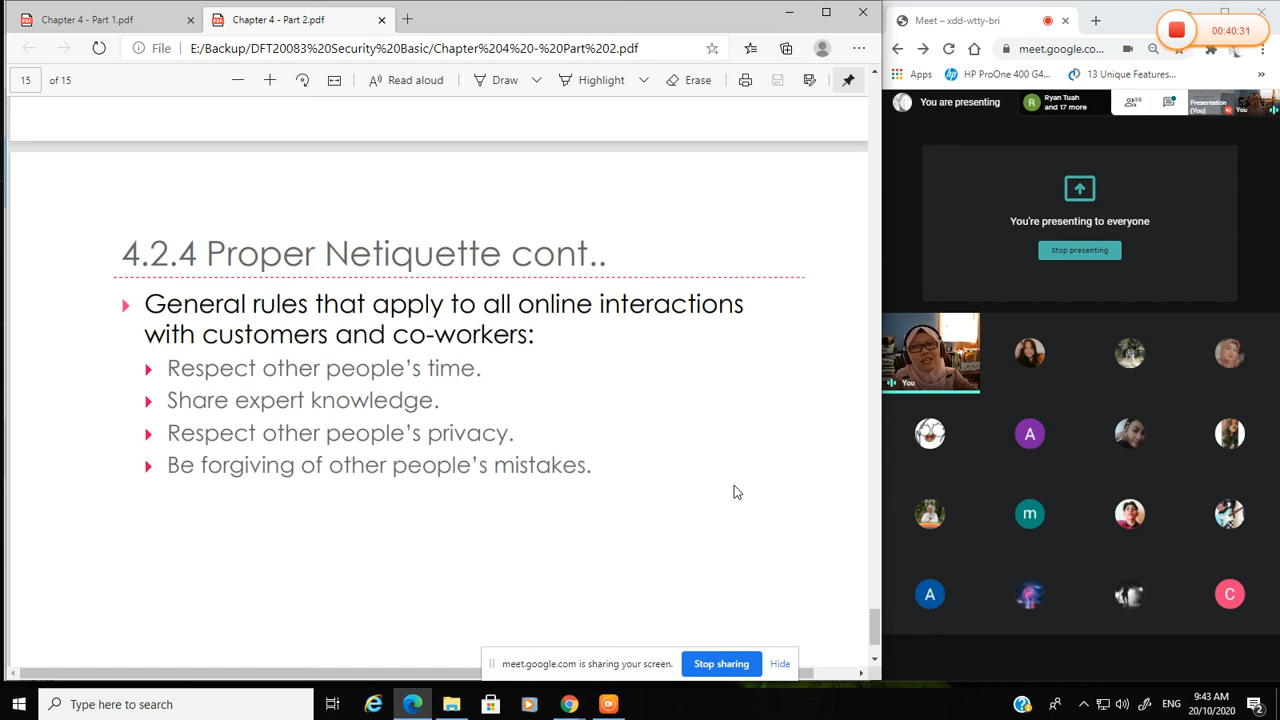 Chapter 4 - Part 1.pdf
Chapter 4 - Part 2.pdf
File
E:/Backup/DFT20083%20Security%20Basic/Chapter%204%20-%20Part%202.pdf
15 of 15
Read aloud
Draw
Highlight
Erase
4.2.4 Proper Netiquette cont..
General rules that apply to all online interactions
with customers and co-workers:
Respect other people's time.
Share expert knowledge.
Respect other people's privacy.
Be forgiving of other people's mistakes.
meet.google.com is sharing your screen.
Stop sharing
Hide
Meet – xdd-wtty-bri
00:40:31
meet.google.co...
Apps
HP ProOne 400 G4...
13 Unique Features...
You are presenting
R
Ryan Tuah
and 17 more
36
Presentation
(You)
You
You're presenting to everyone
Stop presenting
You
A
m
A
C
Type here to search
ENG
9:43 AM
20/10/2020
2